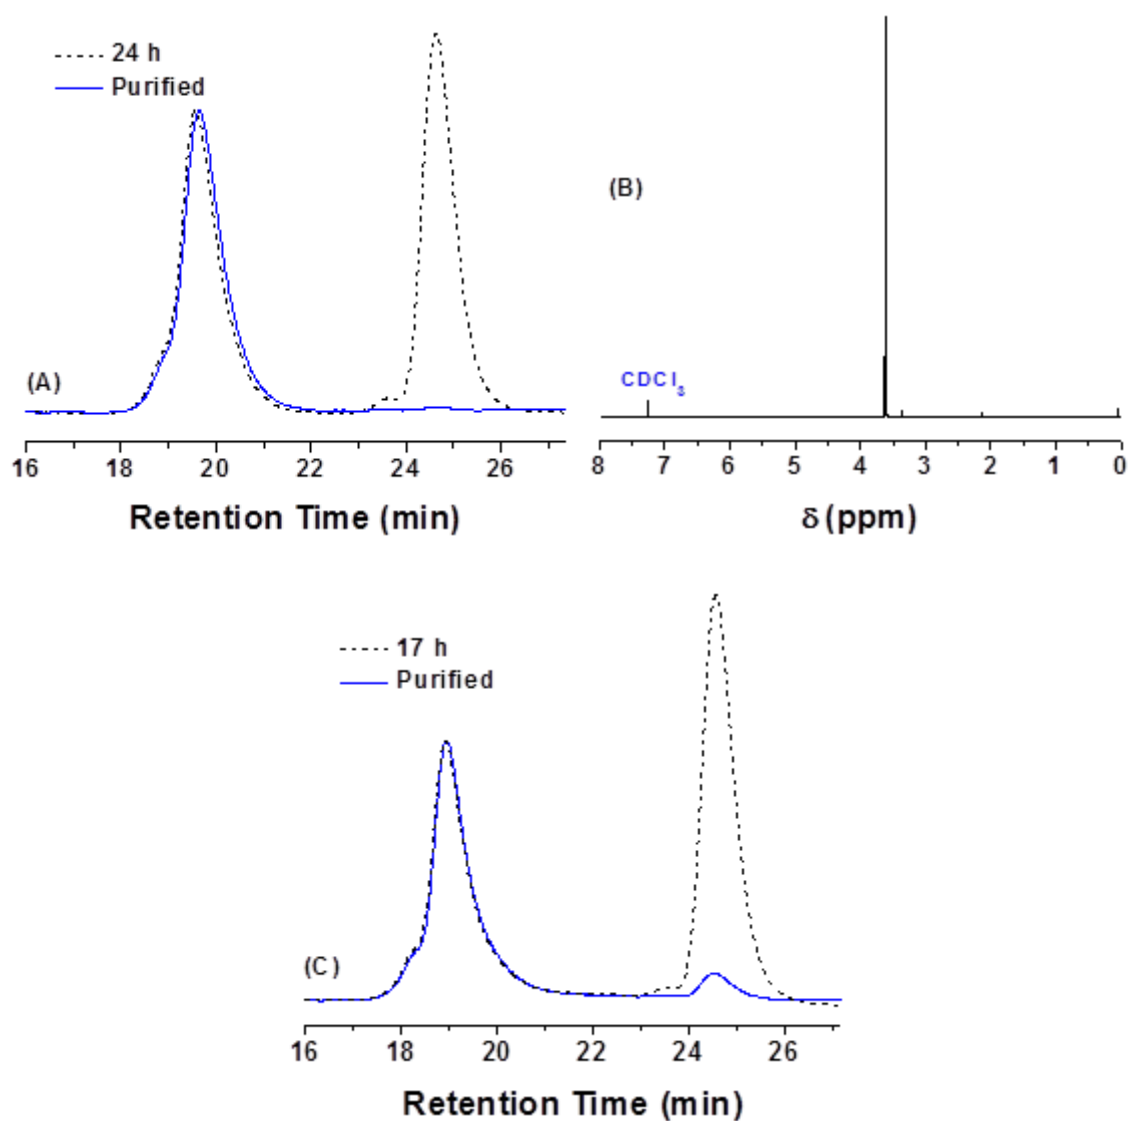 24 h
Purified
(A)
16 18 20 22 24 26
Retention Time (min)
(B)
CDCl₃
8 7 6 5 4 3 2 1 0
δ (ppm)
17 h
Purified
(C)
16 18 20 22 24 26
Retention Time (min)